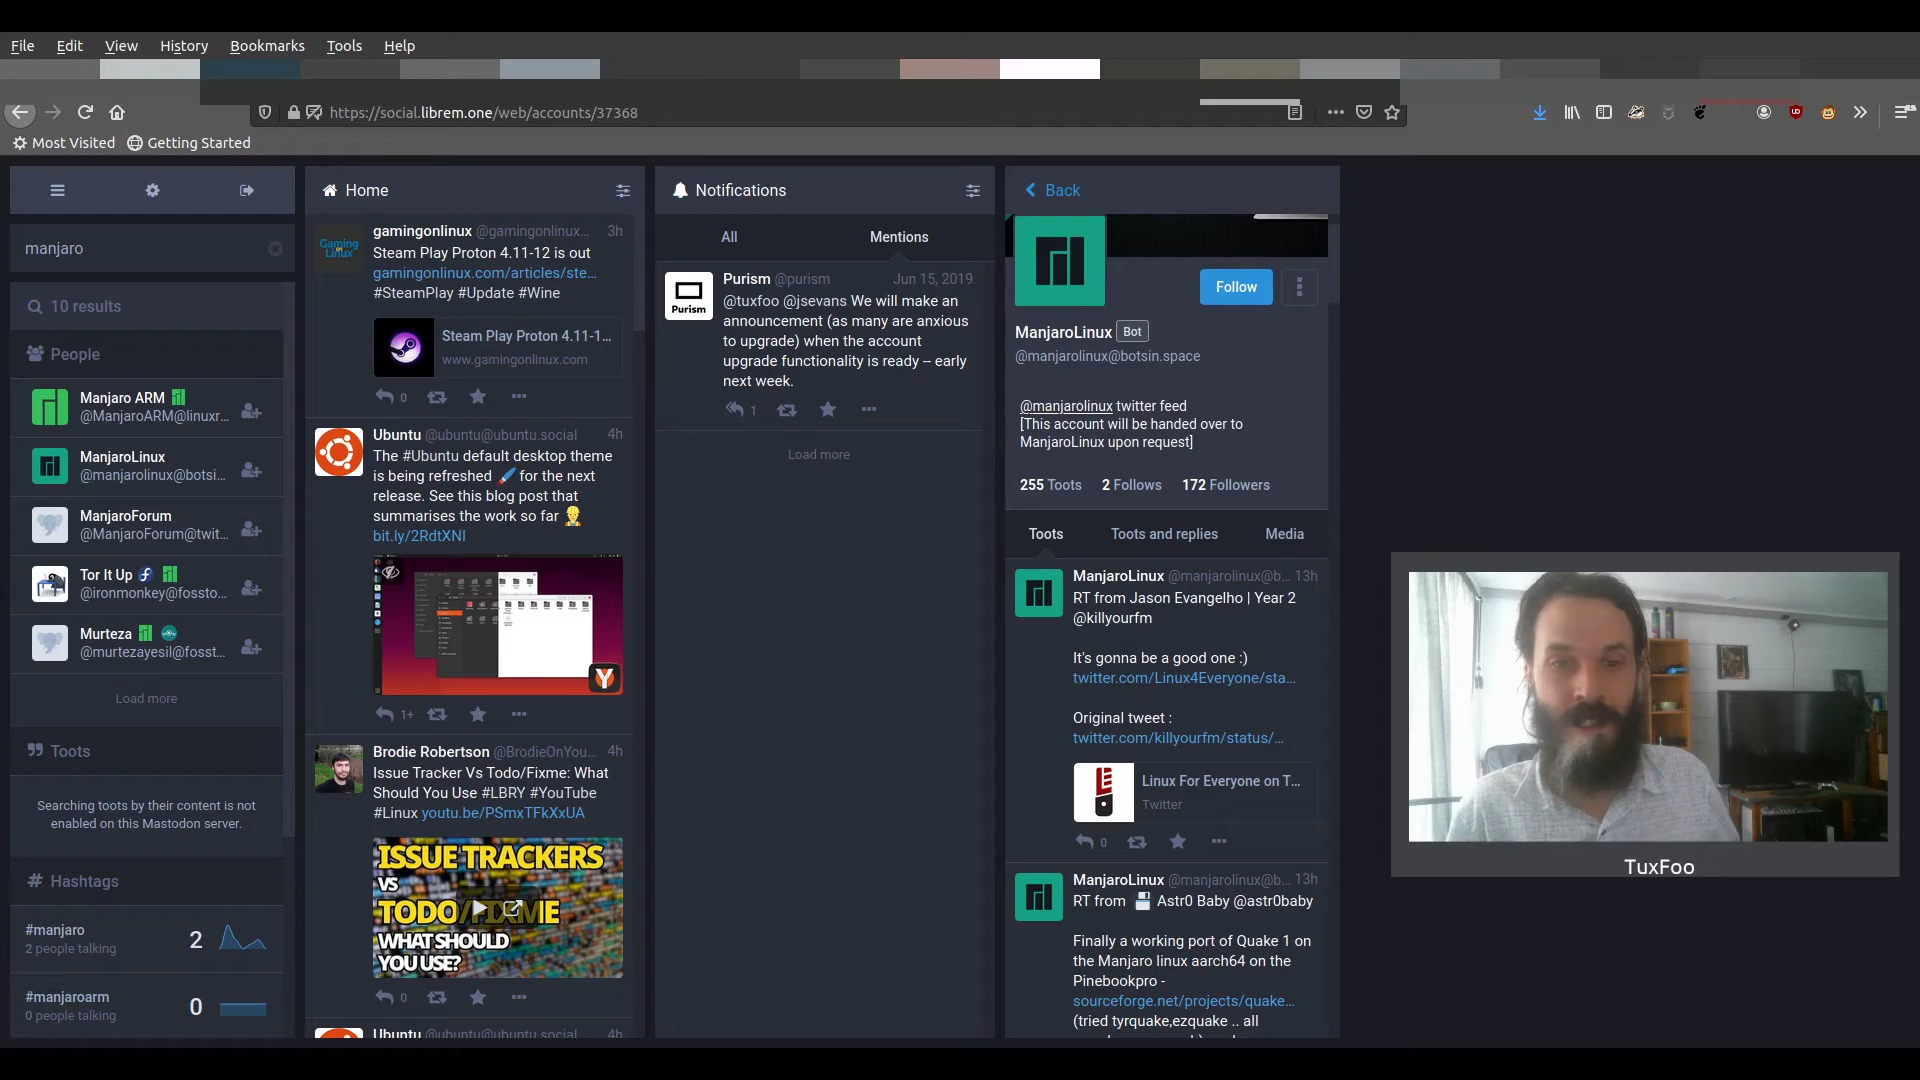 File Edit View History Bookmarks Tools Help
https://social.librem.one/web/accounts/37368
Most Visited Getting Started
manjaro
10 results
People
Manjaro ARM
@ManjaroARM@linuxr...
ManjaroLinux
@manjarolinux@botsi...
ManjaroForum
@ManjaroForum@twit...
Tor It Up
@ironmonkey@fossto...
Murteza
@murtezayesil@fosst...
Load more
Toots
Searching toots by their content is not
enabled on this Mastodon server.
Hashtags
#manjaro
2 people talking
2
#manjaroarm
0 people talking
0
Home
gamingonlinux @gamingonlinux... 3h
Steam Play Proton 4.11-12 is out
gamingonlinux.com/articles/ste...
#SteamPlay #Update #Wine
Gaming
on
Linux
Steam Play Proton 4.11-1...
www.gamingonlinux.com
0
Ubuntu @ubuntu@ubuntu.social 4h
The #Ubuntu default desktop theme
is being refreshed 🖌️ for the next
release. See this blog post that
summarises the work so far 👷
bit.ly/2RdtXNI
1+
Brodie Robertson @BrodieOnYou... 4h
Issue Tracker Vs Todo/Fixme: What
Should You Use #LBRY #YouTube
#Linux youtu.be/PSmxTFkXxUA
ISSUE TRACKERS
VS
TODO/FIXME
WHAT SHOULD
YOU USE?
0
Ubuntu @ubuntu@ubuntu.social 4h
Notifications
All Mentions
Purism
Purism @purism Jun 15, 2019
@tuxfoo @jsevans We will make an
announcement (as many are anxious
to upgrade) when the account
upgrade functionality is ready -- early
next week.
1
Load more
Back
Follow
ManjaroLinux Bot
@manjarolinux@botsin.space
@manjarolinux twitter feed
[This account will be handed over to
ManjaroLinux upon request]
255 Toots 2 Follows 172 Followers
Toots Toots and replies Media
ManjaroLinux @manjarolinux@b... 13h
RT from Jason Evangelho | Year 2
@killyourfm
It's gonna be a good one :)
twitter.com/Linux4Everyone/sta...
Original tweet :
twitter.com/killyourfm/status/...
Linux For Everyone on T...
Twitter
0
ManjaroLinux @manjarolinux@b... 13h
RT from 💾 Astr0 Baby @astr0baby
Finally a working port of Quake 1 on
the Manjaro linux aarch64 on the
Pinebookpro -
sourceforge.net/projects/quake...
(tried tyrquake,ezquake .. all
TuxFoo